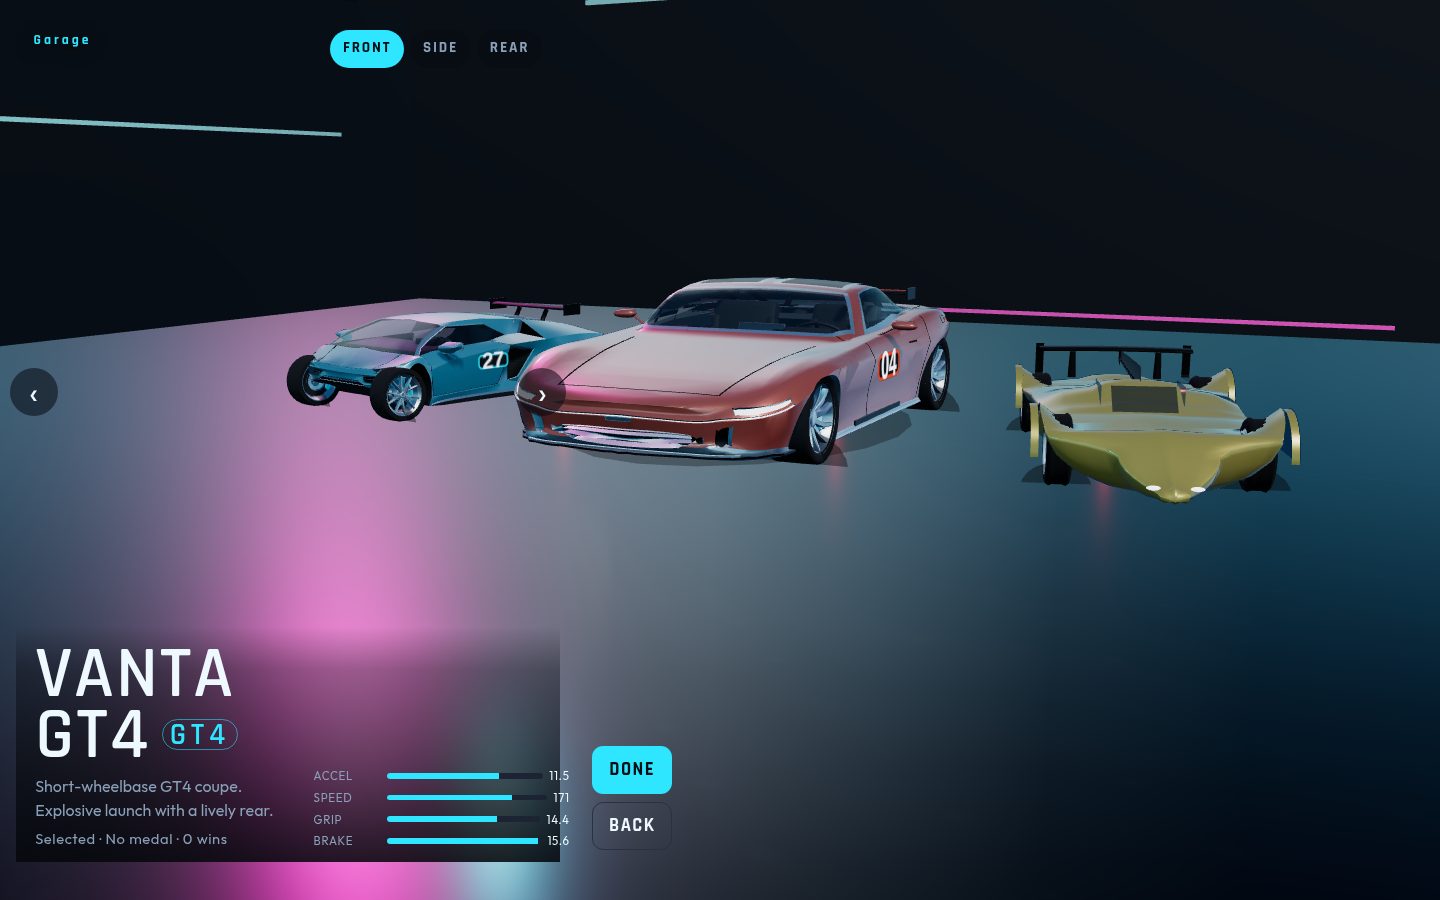 Garage
FRONT SIDE REAR
27
04
‹ ›
VANTA
GT4 GT4
Short-wheelbase GT4 coupe.
Explosive launch with a lively rear.
Selected · No medal · 0 wins
ACCEL 11.5
SPEED 171
GRIP 14.4
BRAKE 15.6
DONE
BACK